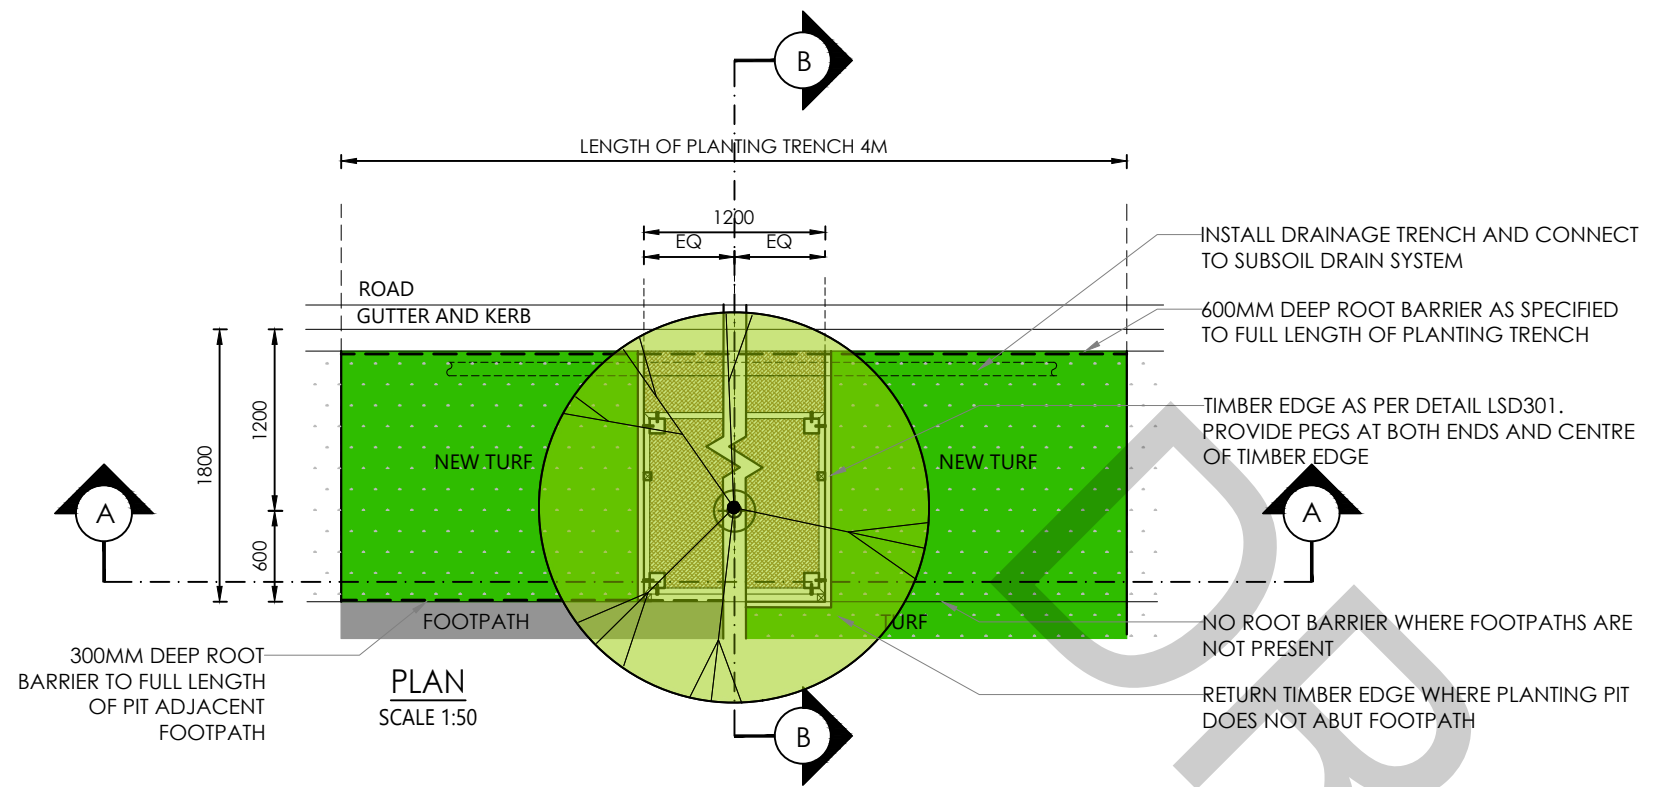 B
LENGTH OF PLANTING TRENCH 4M
1200
EQ
EQ
INSTALL DRAINAGE TRENCH AND CONNECT
TO SUBSOIL DRAIN SYSTEM
ROAD
GUTTER AND KERB
600MM DEEP ROOT BARRIER AS SPECIFIED
TO FULL LENGTH OF PLANTING TRENCH
1800
1200
600
TIMBER EDGE AS PER DETAIL LSD301.
PROVIDE PEGS AT BOTH ENDS AND CENTRE
OF TIMBER EDGE
NEW TURF
NEW TURF
A
A
FOOTPATH
TURF
NO ROOT BARRIER WHERE FOOTPATHS ARE
NOT PRESENT
300MM DEEP ROOT
BARRIER TO FULL LENGTH
OF PIT ADJACENT
FOOTPATH
PLAN
SCALE 1:50
RETURN TIMBER EDGE WHERE PLANTING PIT
DOES NOT ABUT FOOTPATH
B
D
R